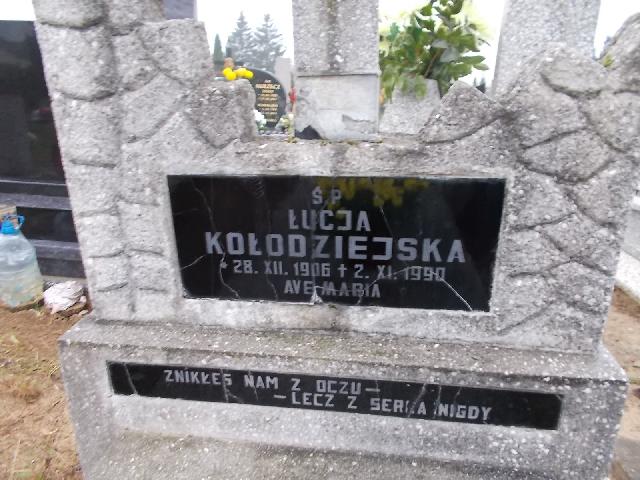 Ś.P.
ŁUCJA
KOŁODZIEJSKA
* 28. XII. 1906 ✝ 2. XI. 1990
AVE MARIA
ZNIKŁEŚ NAM Z OCZU —
— LECZ Z SERCA NIGDY